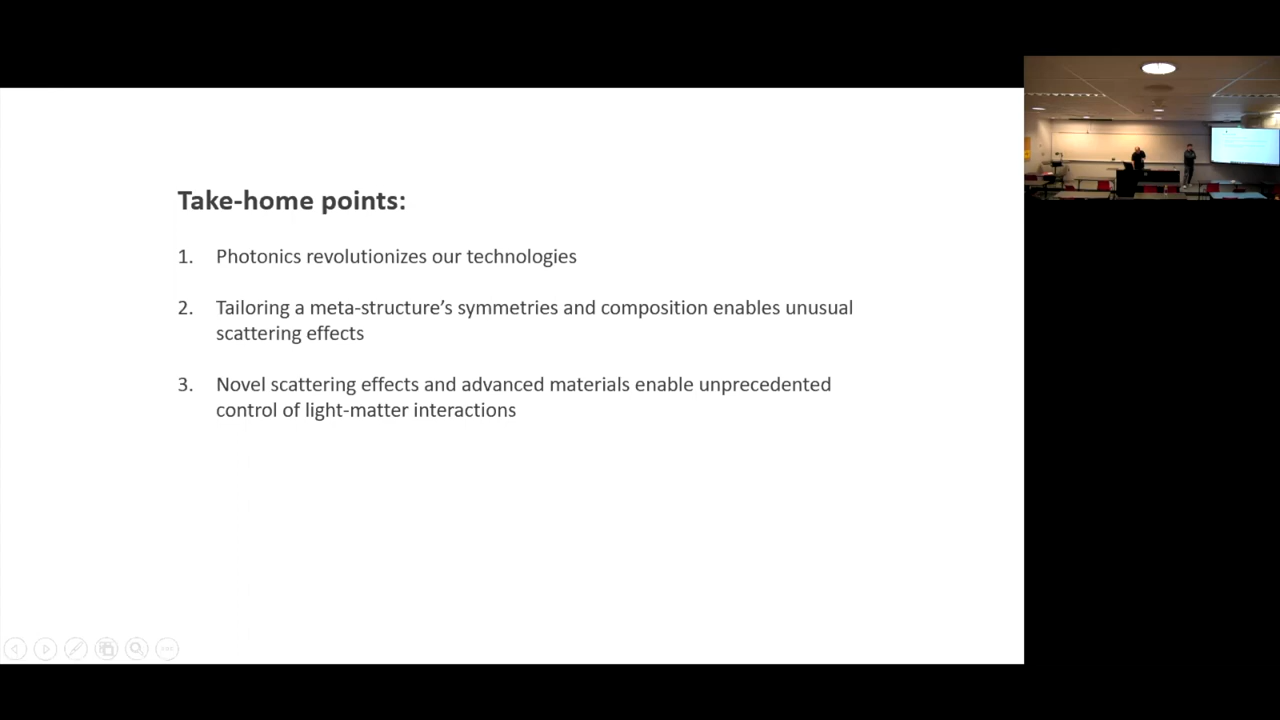 Take-home points:
1. Photonics revolutionizes our technologies
2. Tailoring a meta-structure's symmetries and composition enables unusual
scattering effects
3. Novel scattering effects and advanced materials enable unprecedented
control of light-matter interactions